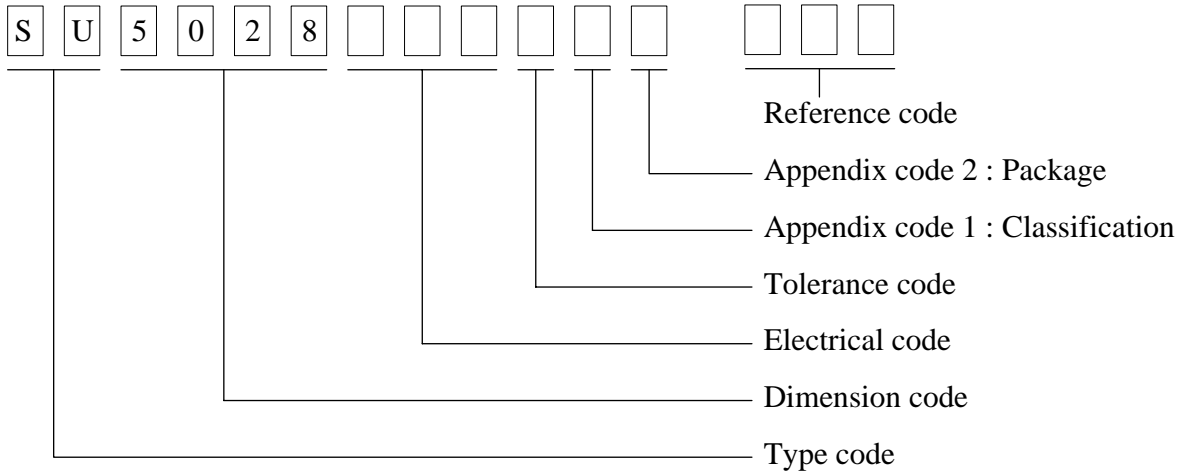 S U 5 0 2 8
Reference code
Appendix code 2 : Package
Appendix code 1 : Classification
Tolerance code
Electrical code
Dimension code
Type code